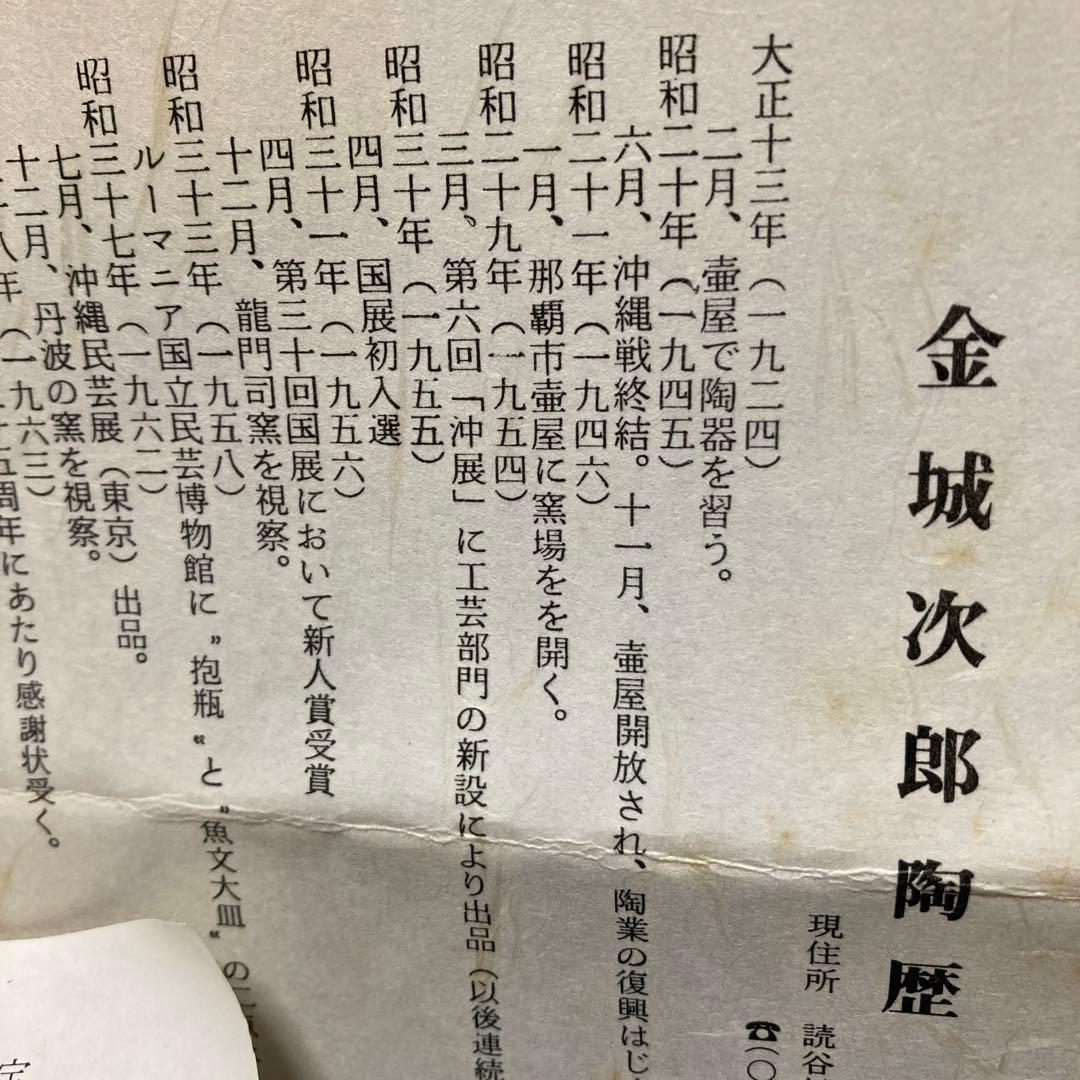 金城次郎陶歴
現住所 読谷
☎(〇
大正十三年(一九二四)
二月、壷屋で陶器を習う。
昭和二十年(一九四五)
六月、沖縄戦終結。十一月、壷屋開放され、陶業の復興はじ
昭和二十一年(一九四六)
一月、那覇市壷屋に窯場をを開く。
昭和二十九年(一九五四)
三月。第六回「沖展」に工芸部門の新設により出品(以後連続
昭和三十年(一九五五)
四月、国展初入選
昭和三十一年(一九五六)
四月、第三十回国展において新人賞受賞
十二月、龍門司窯を視察。
昭和三十三年(一九五八)
ルーマニア国立民芸博物館に〝抱瓶〟と〝魚文大皿〟の二
昭和三十七年(一九六二)
七月、沖縄民芸展(東京)出品。
十二月、丹波の窯を視察。
八年(一九六三)
五周年にあたり感謝状受く。